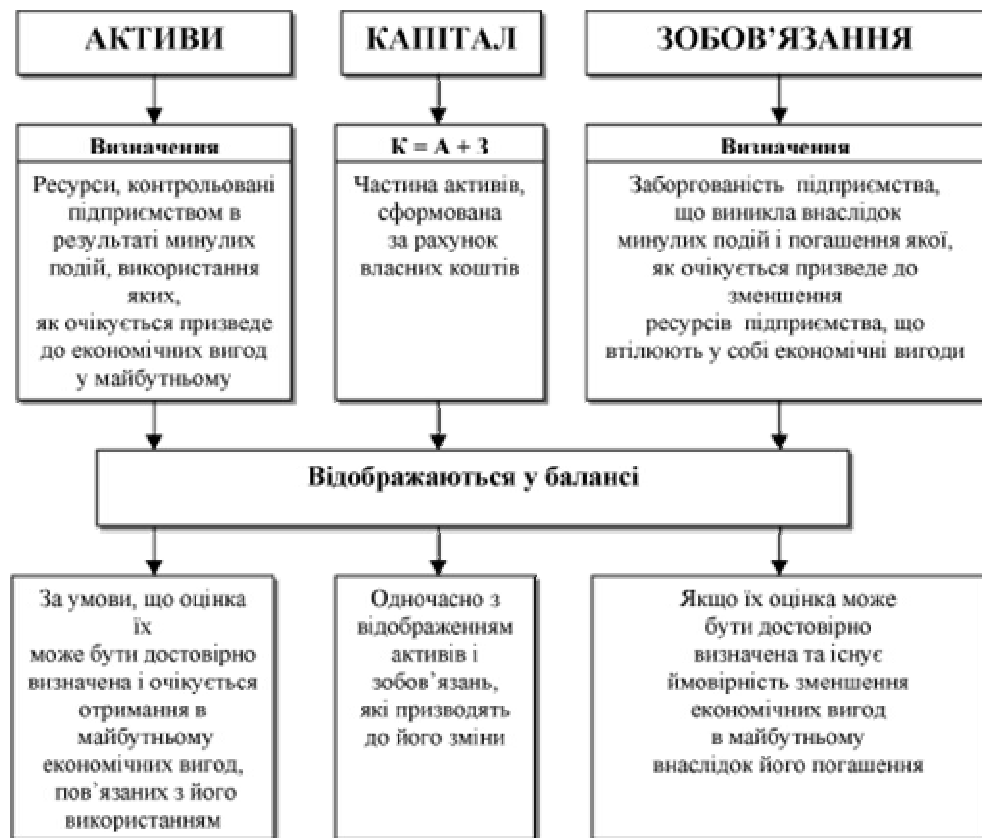 АКТИВИ
КАПІТАЛ
ЗОБОВ’ЯЗАННЯ
Визначення
Ресурси, контрольовані
підприємством в
результаті минулих
подій, використання
яких,
як очікується призведе
до економічних вигод
у майбутньому
К = А + З
Частина активів,
сформована
за рахунок
власних коштів
Визначення
Заборгованість підприємства,
що виникла внаслідок
минулих подій і погашення якої,
як очікується призведе до
зменшення
ресурсів підприємства, що
втілюють у собі економічні вигоди
Відображаються у балансі
За умови, що оцінка
їх
може бути достовірно
визначена і очікується
отримання в
майбутньому
економічних вигод,
пов’язаних з його
використанням
Одночасно з
відображенням
активів і
зобов’язань,
які призводять
до його зміни
Якщо їх оцінка може
бути достовірно
визначена та існує
ймовірність зменшення
економічних вигод
в майбутньому
внаслідок його погашення